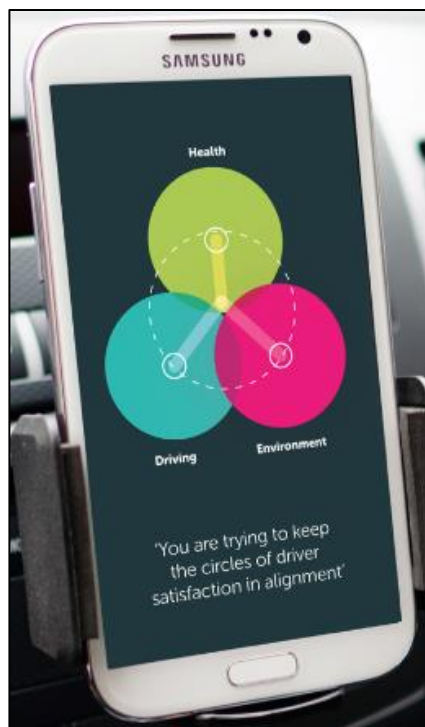 SAMSUNG
Health
Driving
Environment
'You are trying to keep
the circles of driver
satisfaction in alignment'